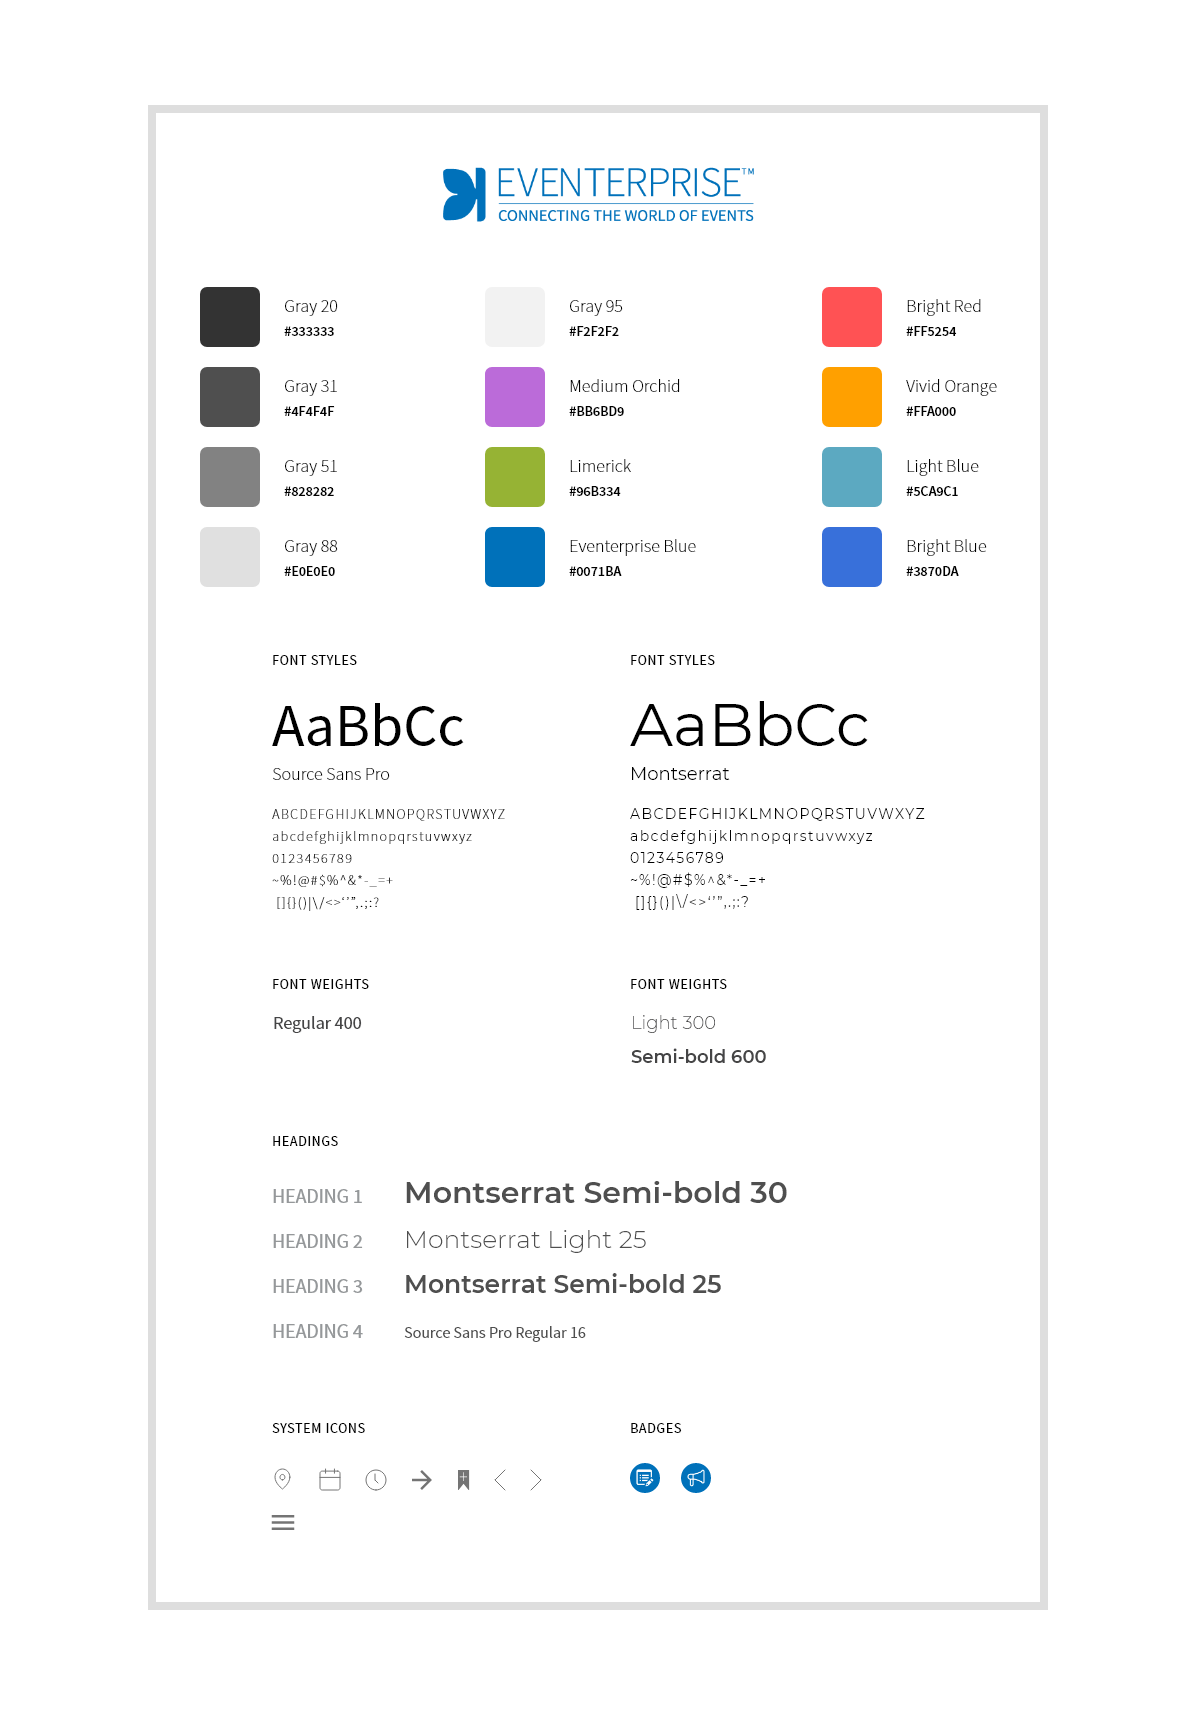 EVENTERPRISE™
CONNECTING THE WORLD OF EVENTS
Gray 20
#333333
Gray 95
#F2F2F2
Bright Red
#FF5254
Gray 31
#4F4F4F
Medium Orchid
#BB6BD9
Vivid Orange
#FFA000
Gray 51
#828282
Limerick
#96B334
Light Blue
#5CA9C1
Gray 88
#E0E0E0
Eventerprise Blue
#0071BA
Bright Blue
#3870DA
FONT STYLES
AaBbCc
Source Sans Pro
ABCDEFGHIJKLMNOPQRSTUVWXYZ
abcdefghijklmnopqrstuvwxyz
0123456789
~%!@#$%^&*-_=+
[]{}()|\/<>‘’”,.;:?
FONT STYLES
AaBbCc
Montserrat
ABCDEFGHIJKLMNOPQRSTUVWXYZ
abcdefghijklmnopqrstuvwxyz
0123456789
~%!@#$%^&*-_=+
[]{}()|\/<>‘’”,.;:?
FONT WEIGHTS
Regular 400
FONT WEIGHTS
Light 300
Semi-bold 600
HEADINGS
HEADING 1 Montserrat Semi-bold 30
HEADING 2 Montserrat Light 25
HEADING 3 Montserrat Semi-bold 25
HEADING 4 Source Sans Pro Regular 16
SYSTEM ICONS
BADGES